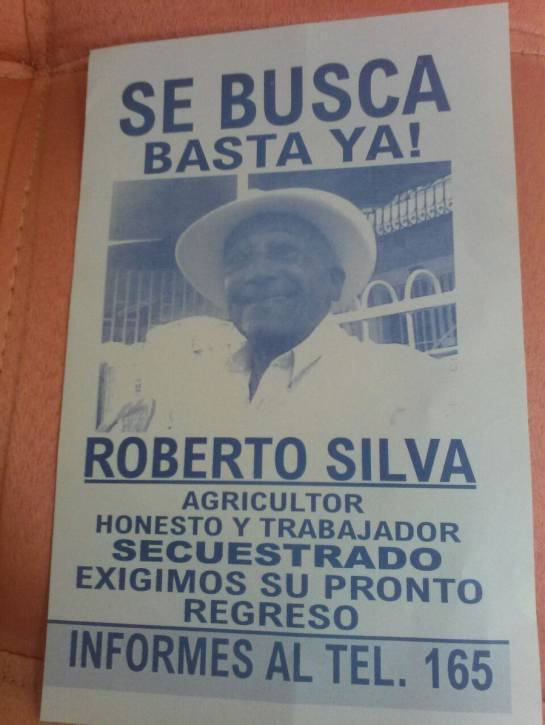 SE BUSCA
BASTA YA!
ROBERTO SILVA
AGRICULTOR
HONESTO Y TRABAJADOR
SECUESTRADO
EXIGIMOS SU PRONTO
REGRESO
INFORMES AL TEL. 165